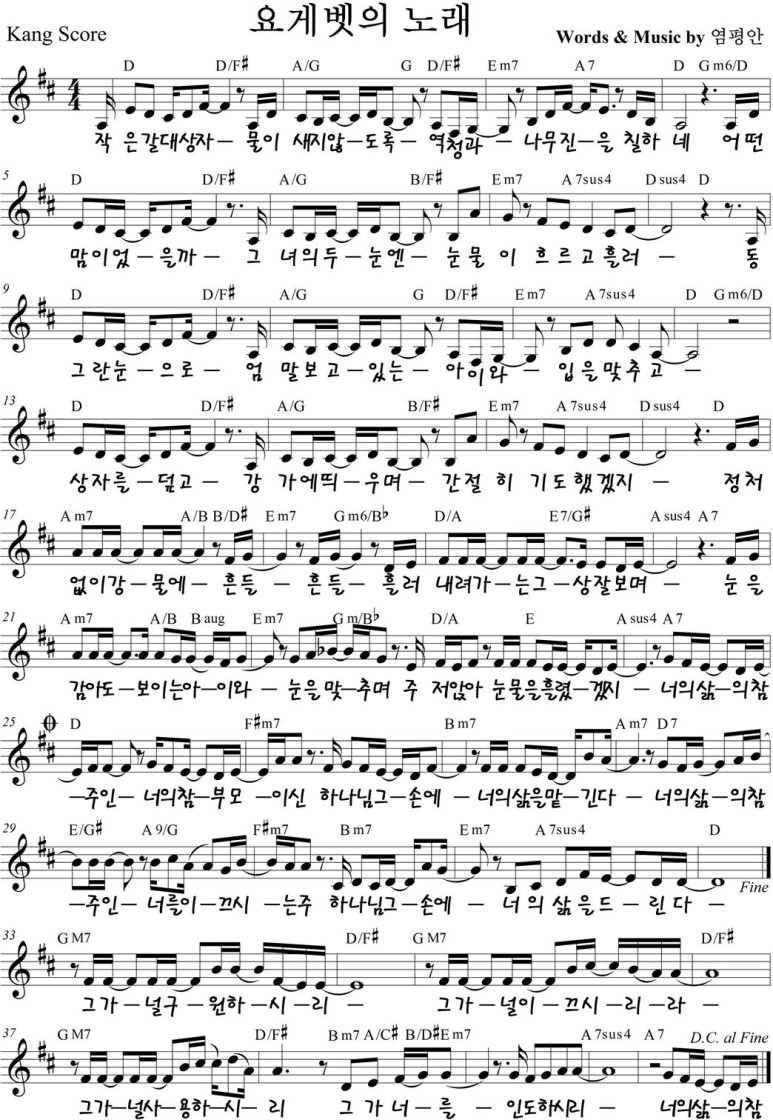 요게벳의 노래
Kang Score
Words & Music by 염평안
D D/F# A/G G D/F# Em7 A7 D Gm6/D
작 은갈대상자— 물이 새지않—도록— 역청과— 나무진—을 칠하 네 어떤
5 D D/F# A/G B/F# Em7 A7sus4 Dsus4 D
맘이었—을까— 그 녀의두—눈엔— 눈물 이 흐르고흘러— 동
9 D D/F# A/G G D/F# Em7 A7sus4 D Gm6/D
그란눈—으로— 엄 말보고—있는— 아이와— 입을맞추고—
13 D D/F# A/G B/F# Em7 A7sus4 Dsus4 D
상자를—덮고— 강 가에띄—우며— 간절 히 기도했겠지— 정처
17 Am7 A/B B/D# Em7 Gm6/B♭ D/A E7/G# Asus4 A7
없이강—물에— 흔들— 흔들— 흘러 내려가—는그—상잘보며— 눈을
21 Am7 A/B Baug Em7 Gm/B♭ D/A E Asus4 A7
감아도—보이는아—이와— 눈을맞—추며 주 저앉아 눈물을흘렸—겠지— 너의삶—의참
25 D F#m7 Bm7 Am7 D7
—주인— 너의참—부모—이신 하나님그—손에— 너의삶을맡—긴다— 너의삶—의참
29 E/G# A9/G F#m7 Bm7 Em7 A7sus4 D
—주인— 너를이—끄시—는주 하나님그—손에— 너 의 삶을드—린다— Fine
33 GM7 D/F# GM7 D/F#
그가—널구—원하—시—리— 그가—널이—끄시—리—라—
37 GM7 D/F# Bm7 A/C# B/D# Em7 A7sus4 A7 D.C. al Fine
그가—널사—용하—시—리 그 가너—를— 인도하시리— 너의삶—의참